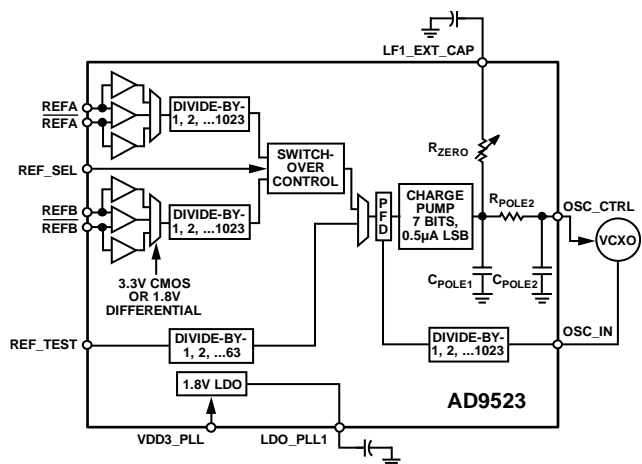 LF1_EXT_CAP
REFA
REFA
DIVIDE-BY-
1, 2, ...1023
SWITCH-
OVER
CONTROL
REF_SEL
RZERO
REFB
REFB
DIVIDE-BY-
1, 2, ...1023
PFD
CHARGE
PUMP
7 BITS,
0.5µA LSB
RPOLE2
OSC_CTRL
VCXO
CPOLE1
CPOLE2
3.3V CMOS
OR 1.8V
DIFFERENTIAL
REF_TEST
DIVIDE-BY-
1, 2, ...63
DIVIDE-BY-
1, 2, ...1023
OSC_IN
1.8V LDO
AD9523
VDD3_PLL
LDO_PLL1